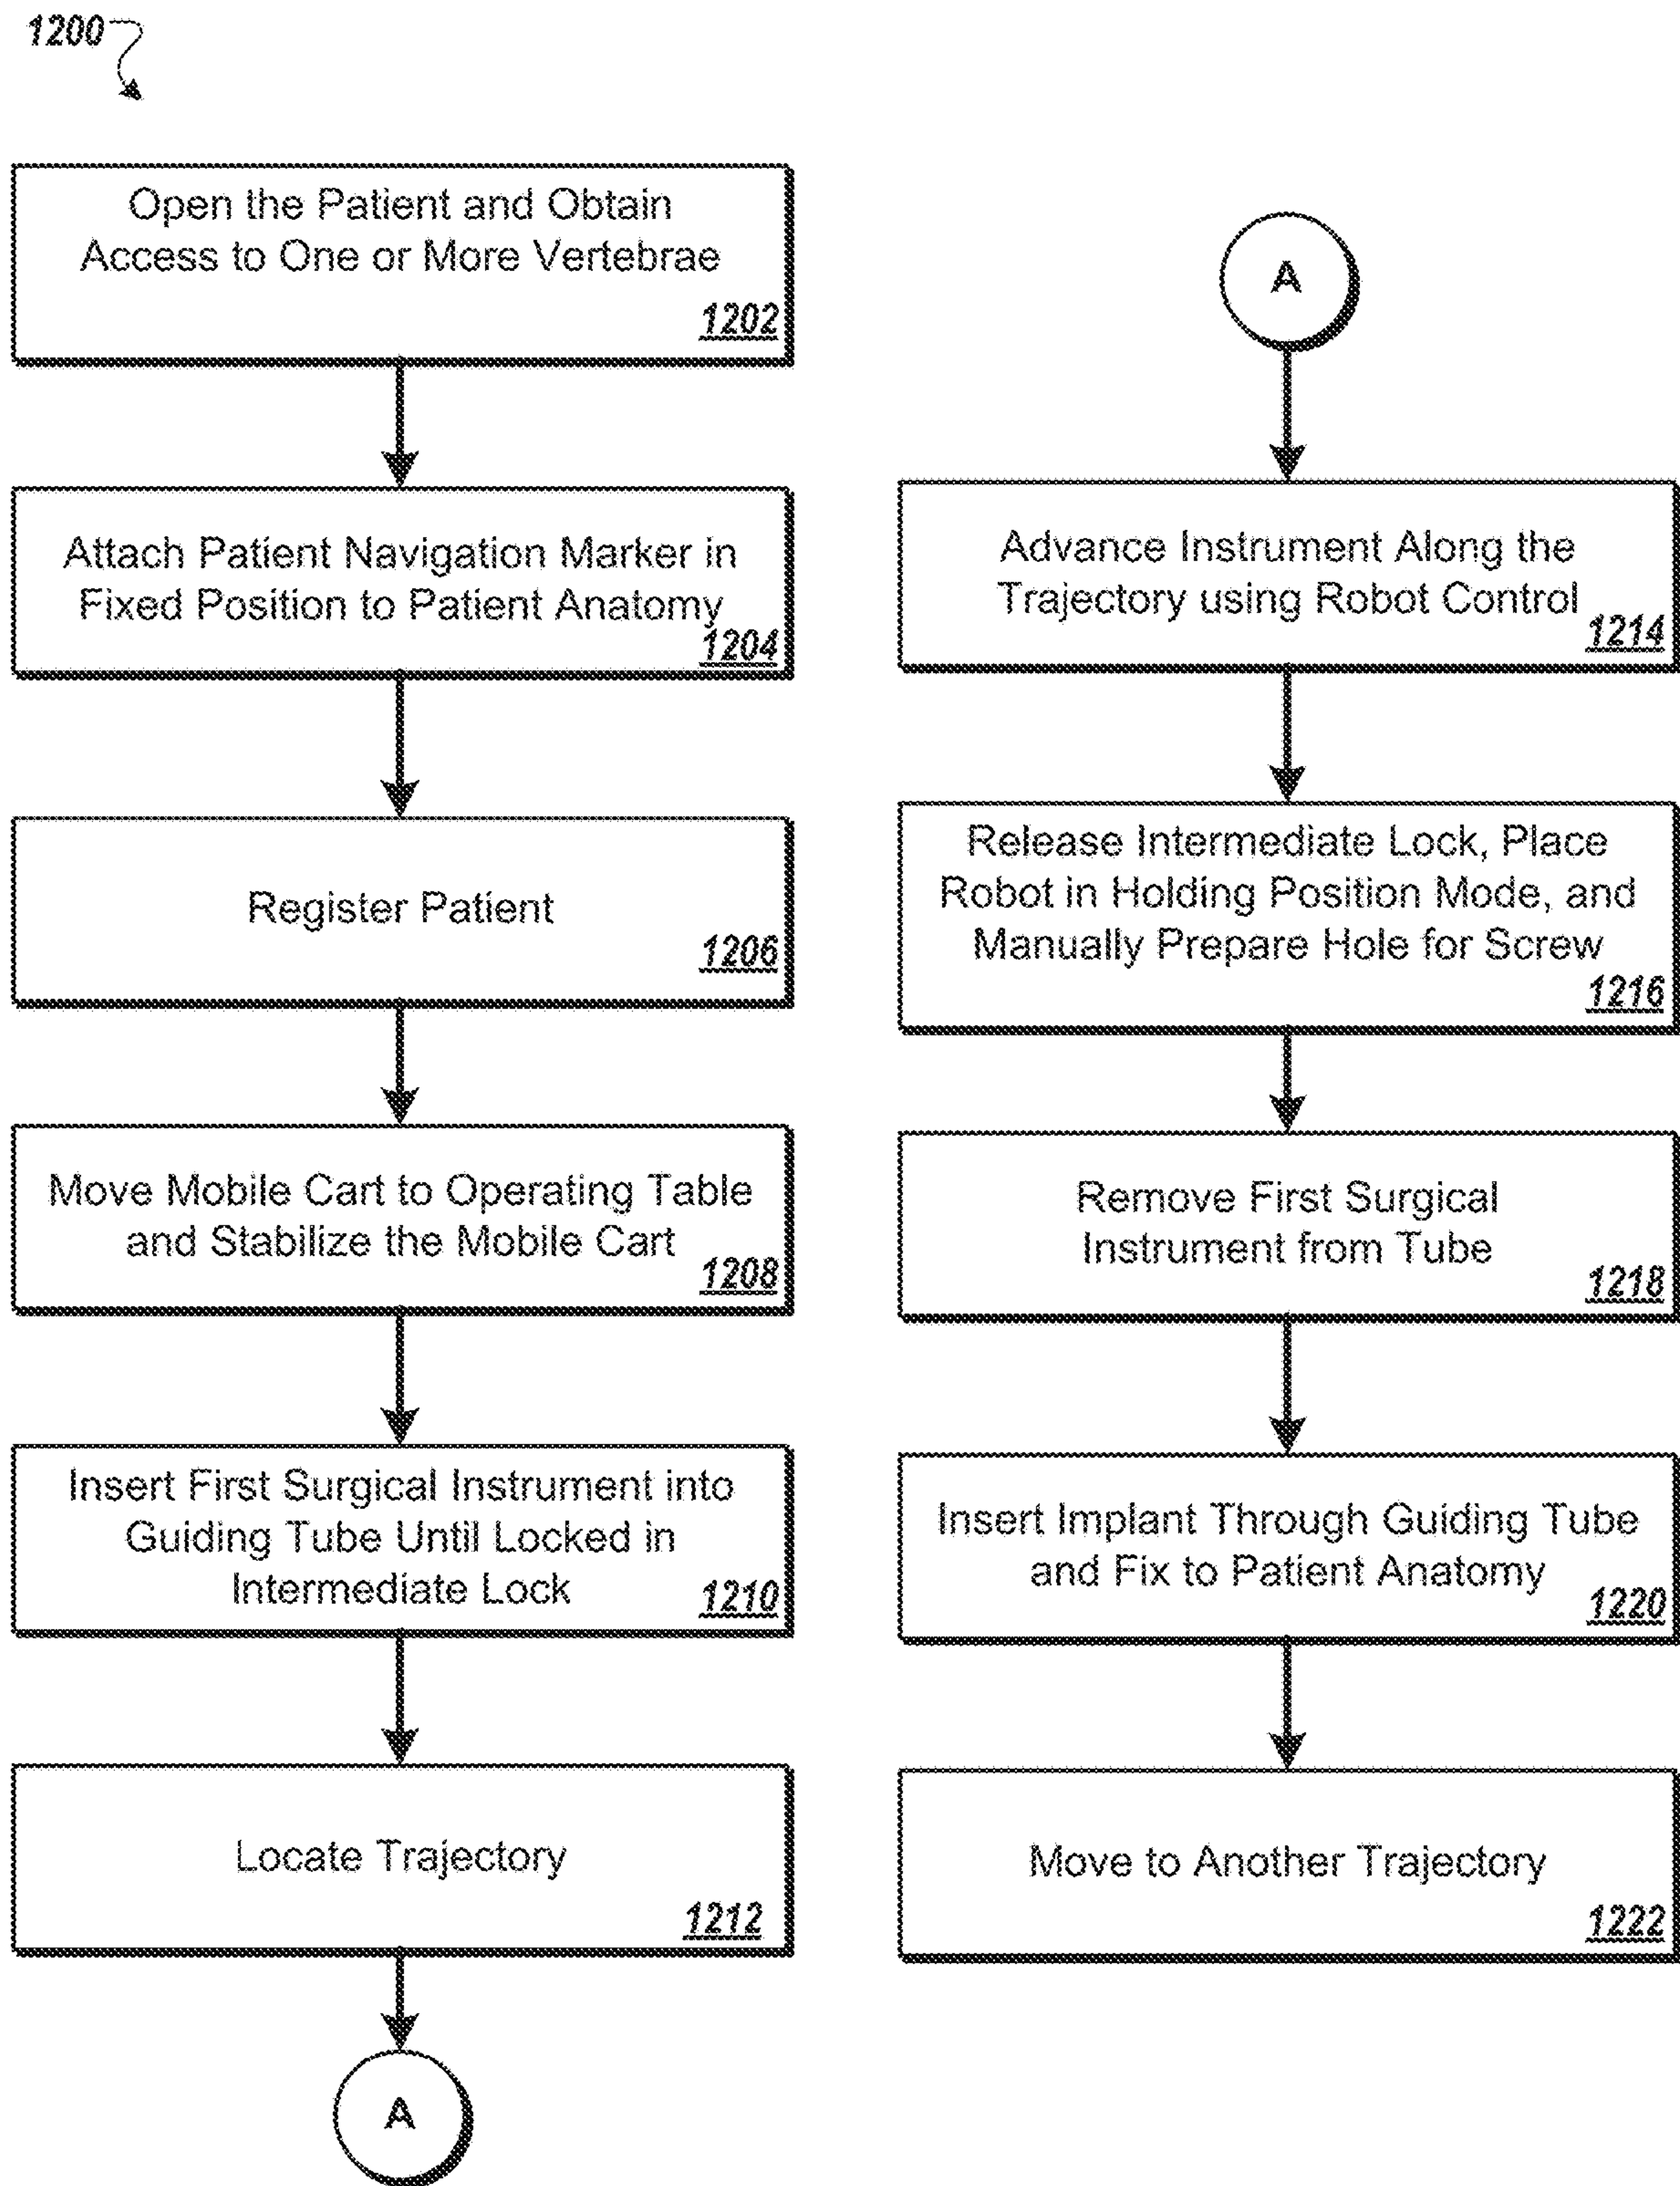 1200
Open the Patient and Obtain
Access to One or More Vertebrae
1202
Attach Patient Navigation Marker in
Fixed Position to Patient Anatomy
1204
Register Patient
1206
Move Mobile Cart to Operating Table
and Stabilize the Mobile Cart
1208
Insert First Surgical Instrument into
Guiding Tube Until Locked in
Intermediate Lock
1210
Locate Trajectory
1212
A
A
Advance Instrument Along the
Trajectory using Robot Control
1214
Release Intermediate Lock, Place
Robot in Holding Position Mode, and
Manually Prepare Hole for Screw
1216
Remove First Surgical
Instrument from Tube
1218
Insert Implant Through Guiding Tube
and Fix to Patient Anatomy
1220
Move to Another Trajectory
1222